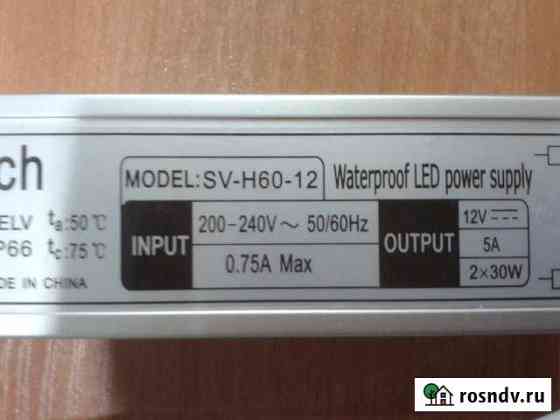 ch
MODEL:SV-H60-12
Waterproof LED power supply
ELV ta:50℃
P66 tc:75℃
DE IN CHINA
INPUT
200-240V～ 50/60Hz
0.75A Max
OUTPUT
12V⎓
5A
2×30W
rosndv.ru